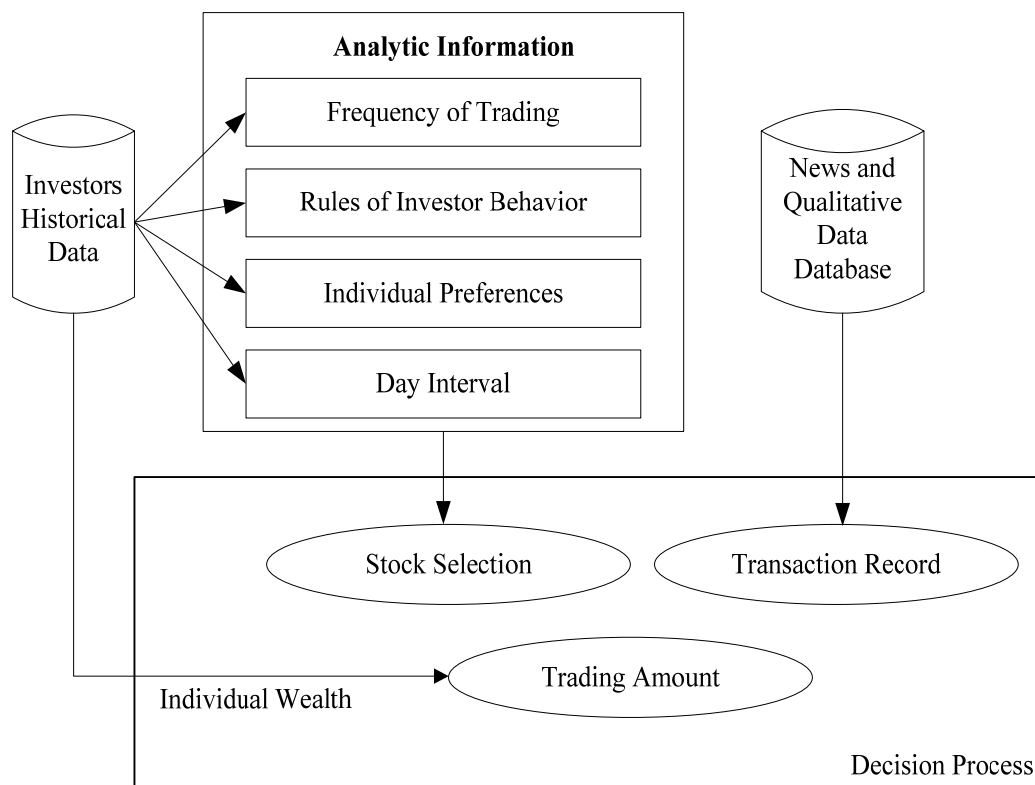 Analytic Information
Frequency of Trading
Rules of Investor Behavior
Individual Preferences
Day Interval
Investors
Historical
Data
News and
Qualitative
Data
Database
Stock Selection
Transaction Record
Trading Amount
Individual Wealth
Decision Process